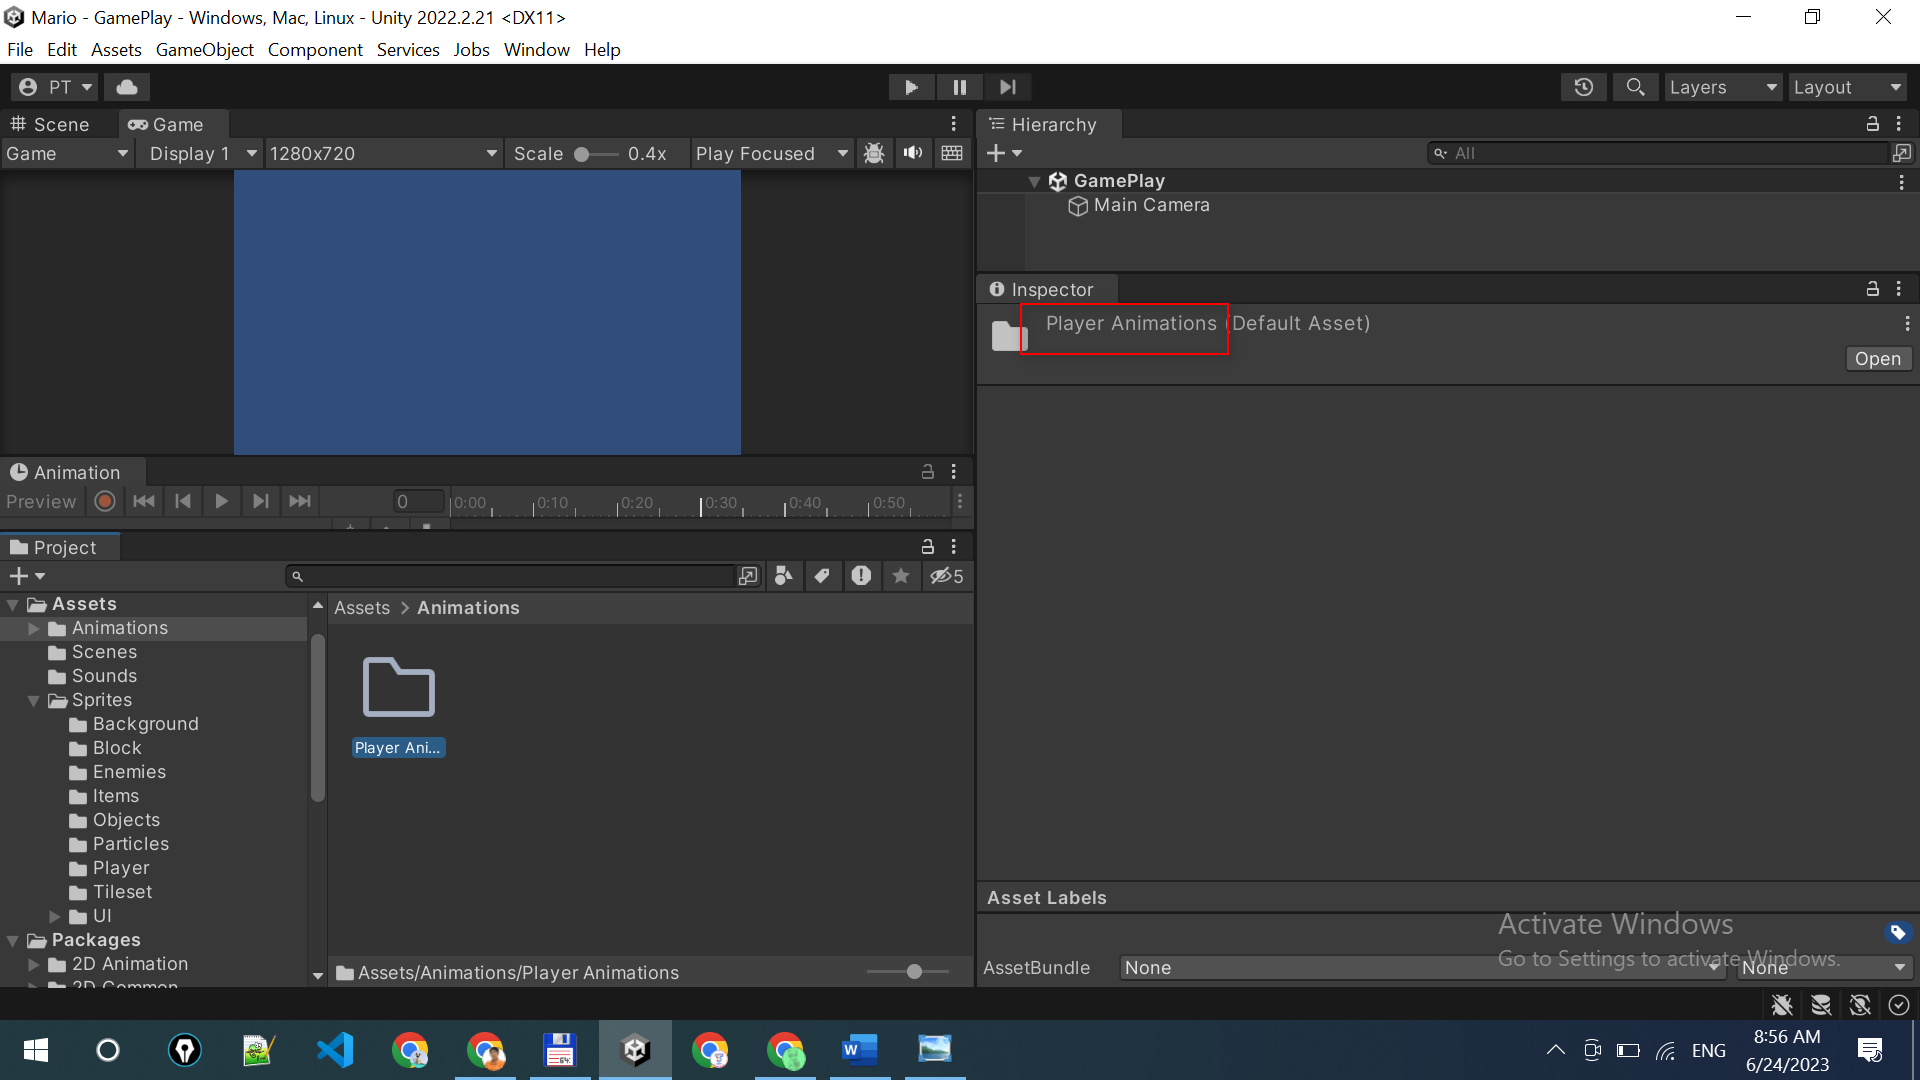 Mario - GamePlay - Windows, Mac, Linux - Unity 2022.2.21 <DX11>
File Edit Assets GameObject Component Services Jobs Window Help
PT
Layers
Layout
Scene
Game
Game
Display 1
1280x720
Scale
0.4x
Play Focused
Hierarchy
All
GamePlay
Main Camera
Inspector
Player Animations (Default Asset)
Open
Animation
Preview
0
0:00 0:10 0:20 0:30 0:40 0:50
Project
5
Assets
Animations
Scenes
Sounds
Sprites
Background
Block
Enemies
Items
Objects
Particles
Player
Tileset
UI
Packages
2D Animation
2D Common
Assets > Animations
Player Ani...
Assets/Animations/Player Animations
Asset Labels
AssetBundle
None
None
Activate Windows
Go to Settings to activate Windows.
64
W
ENG
8:56 AM
6/24/2023